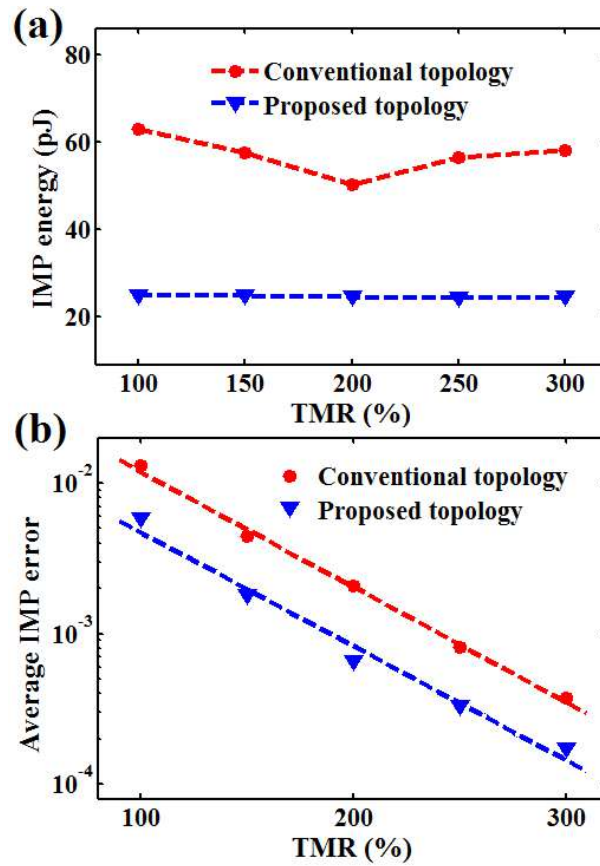 (a)
80
Conventional topology
Proposed topology
60
40
20
IMP energy (pJ)
100 150 200 250 300
TMR (%)
(b)
10⁻²
Conventional topology
Proposed topology
10⁻³
10⁻⁴
Average IMP error
100 200 300
TMR (%)